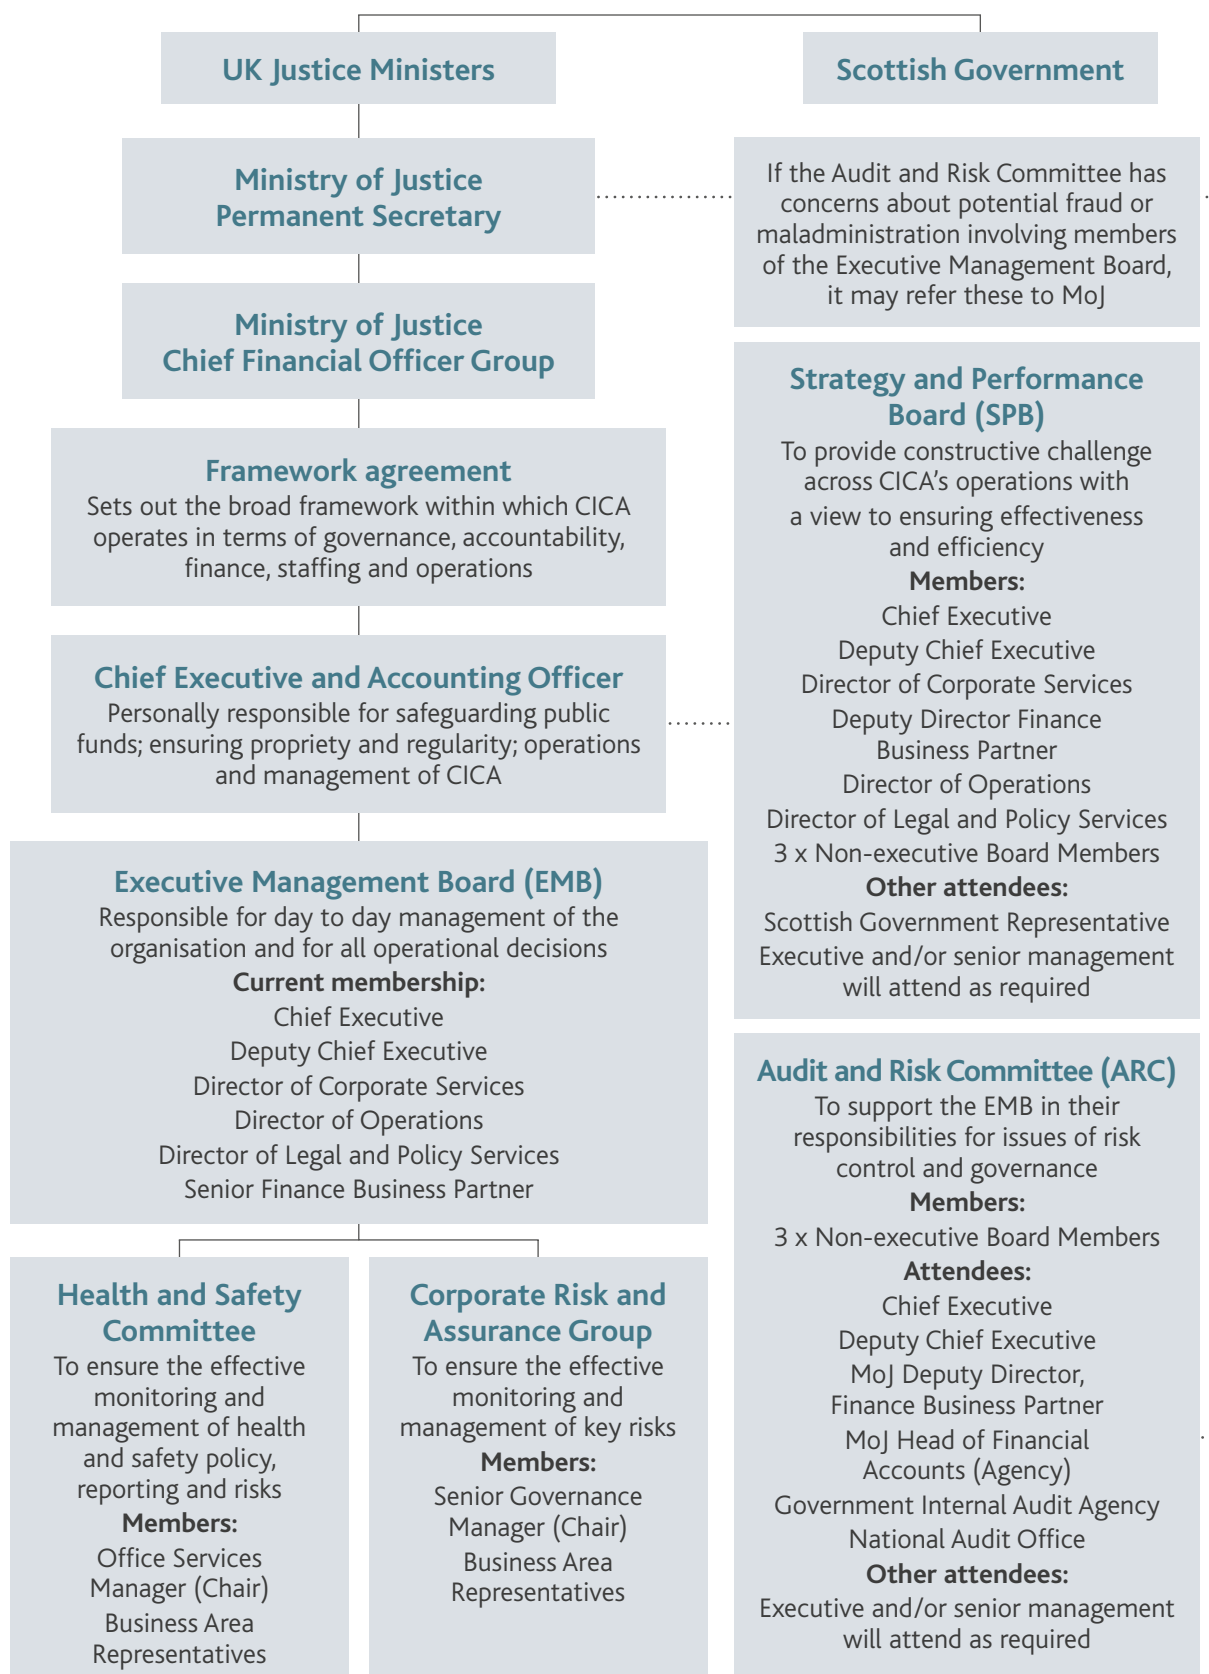 UK Justice Ministers
Scottish Government
Ministry of Justice
Permanent Secretary
If the Audit and Risk Committee has
concerns about potential fraud or
maladministration involving members
of the Executive Management Board,
it may refer these to MoJ
Ministry of Justice
Chief Financial Officer Group
Framework agreement
Sets out the broad framework within which CICA
operates in terms of governance, accountability,
finance, staffing and operations
Chief Executive and Accounting Officer
Personally responsible for safeguarding public
funds; ensuring propriety and regularity; operations
and management of CICA
Strategy and Performance
Board (SPB)
To provide constructive challenge
across CICA's operations with
a view to ensuring effectiveness
and efficiency
Members:
Chief Executive
Deputy Chief Executive
Director of Corporate Services
Deputy Director Finance
Business Partner
Director of Operations
Director of Legal and Policy Services
3 x Non-executive Board Members
Other attendees:
Scottish Government Representative
Executive and/or senior management
will attend as required
Executive Management Board (EMB)
Responsible for day to day management of the
organisation and for all operational decisions
Current membership:
Chief Executive
Deputy Chief Executive
Director of Corporate Services
Director of Operations
Director of Legal and Policy Services
Senior Finance Business Partner
Audit and Risk Committee (ARC)
To support the EMB in their
responsibilities for issues of risk
control and governance
Members:
3 x Non-executive Board Members
Attendees:
Chief Executive
Deputy Chief Executive
MoJ Deputy Director,
Finance Business Partner
MoJ Head of Financial
Accounts (Agency)
Government Internal Audit Agency
National Audit Office
Other attendees:
Executive and/or senior management
will attend as required
Health and Safety
Committee
To ensure the effective
monitoring and
management of health
and safety policy,
reporting and risks
Members:
Office Services
Manager (Chair)
Business Area
Representatives
Corporate Risk and
Assurance Group
To ensure the effective
monitoring and
management of key risks
Members:
Senior Governance
Manager (Chair)
Business Area
Representatives